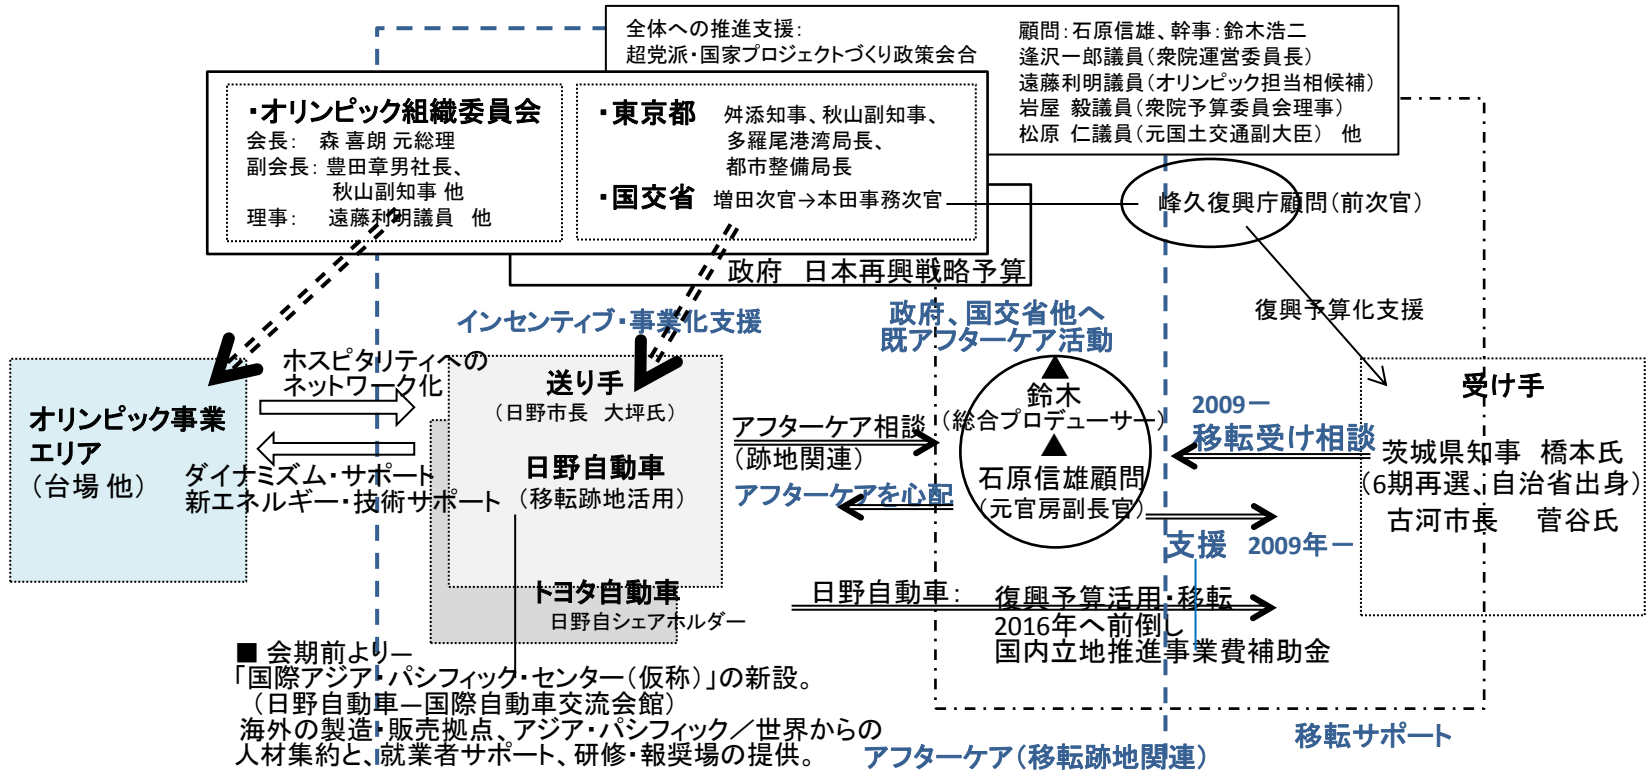 全体への推進支援：
超党派・国家プロジェクトづくり政策会合
顧問：石原信雄、幹事：鈴木浩二
逢沢一郎議員（衆院運営委員長）
遠藤利明議員（オリンピック担当相候補）
岩屋 毅議員（衆院予算委員会理事）
松原 仁議員（元国土交通副大臣） 他
・オリンピック組織委員会
会長： 森 喜朗 元総理
副会長：豊田章男社長、
秋山副知事 他
理事： 遠藤利明議員 他
・東京都 舛添知事、秋山副知事、
多羅尾港湾局長、
都市整備局長
・国交省 増田次官→本田事務次官
峰久復興庁顧問（前次官）
政府 日本再興戦略予算
インセンティブ・事業化支援
政府、国交省他へ
既アフターケア活動
復興予算化支援
オリンピック事業
エリア
（台場 他）
ホスピタリティへの
ネットワーク化
ダイナミズム・サポート
新エネルギー・技術サポート
送り手
（日野市長 大坪氏）
日野自動車
（移転跡地活用）
トヨタ自動車
日野自シェアホルダー
アフターケア相談
（跡地関連）
アフターケアを心配
鈴木
（総合プロデューサー）
石原信雄顧問
（元官房副長官）
2009－
移転受け相談
支援 2009年－
受け手
茨城県知事 橋本氏
（6期再選、自治省出身）
古河市長 菅谷氏
日野自動車： 復興予算活用・移転
2016年へ前倒し
国内立地推進事業費補助金
■ 会期前より―
「国際アジア・パシフィック・センター（仮称）」の新設。
（日野自動車―国際自動車交流会館）
海外の製造・販売拠点、アジア・パシフィック／世界からの
人材集約と、就業者サポート、研修・報奨場の提供。
アフターケア（移転跡地関連）
移転サポート